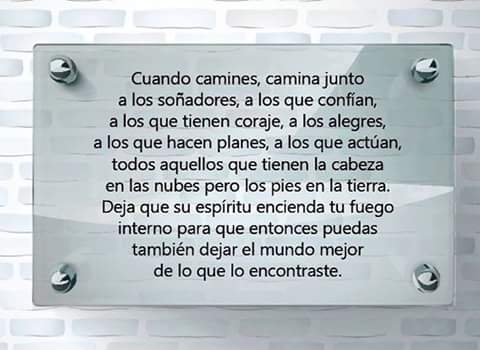 Cuando camines, camina junto
a los soñadores, a los que confían,
a los que tienen coraje, a los alegres,
a los que hacen planes, a los que actúan,
todos aquellos que tienen la cabeza
en las nubes pero los pies en la tierra.
Deja que su espíritu encienda tu fuego
interno para que entonces puedas
también dejar el mundo mejor
de lo que lo encontraste.